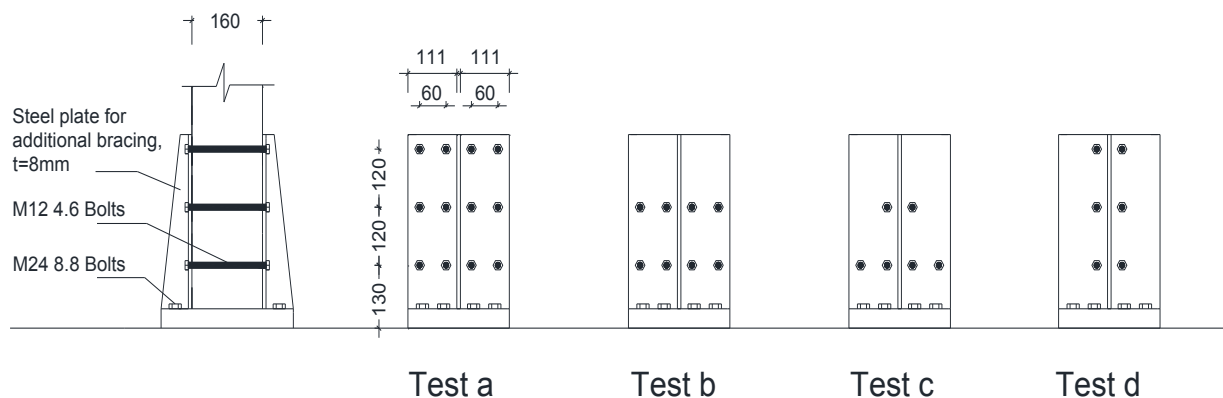 160
111 111
60 60
Steel plate for
additional bracing,
t=8mm
120
M12 4.6 Bolts
120
M24 8.8 Bolts
130
Test a Test b Test c Test d